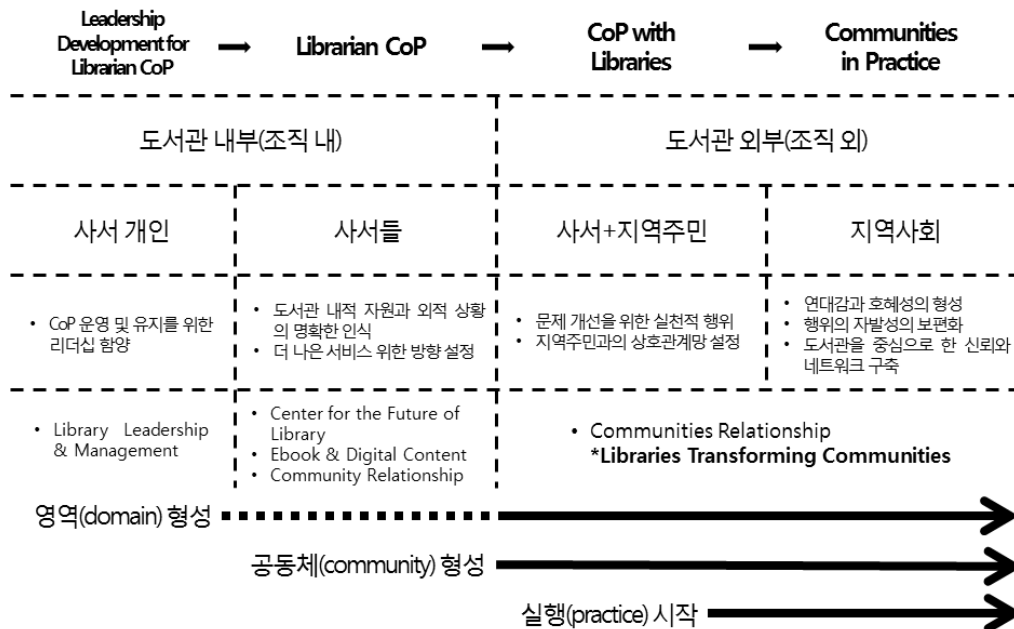 Leadership
Development for
Librarian CoP
Librarian CoP
CoP with
Libraries
Communities
in Practice
도서관 내부(조직 내)
도서관 외부(조직 외)
사서 개인
사서들
사서+지역주민
지역사회
• CoP 운영 및 유지를 위한
리더십 함양
• 도서관 내적 자원과 외적 상황
의 명확한 인식
• 더 나은 서비스 위한 방향 설정
• 문제 개선을 위한 실천적 행위
• 지역주민과의 상호관계망 설정
• 연대감과 호혜성의 형성
• 행위의 자발성의 보편화
• 도서관을 중심으로 한 신뢰와
네트워크 구축
• Library Leadership
& Management
• Center for the Future of
Library
• Ebook & Digital Content
• Community Relationship
• Communities Relationship
*Libraries Transforming Communities
영역(domain) 형성
공동체(community) 형성
실행(practice) 시작